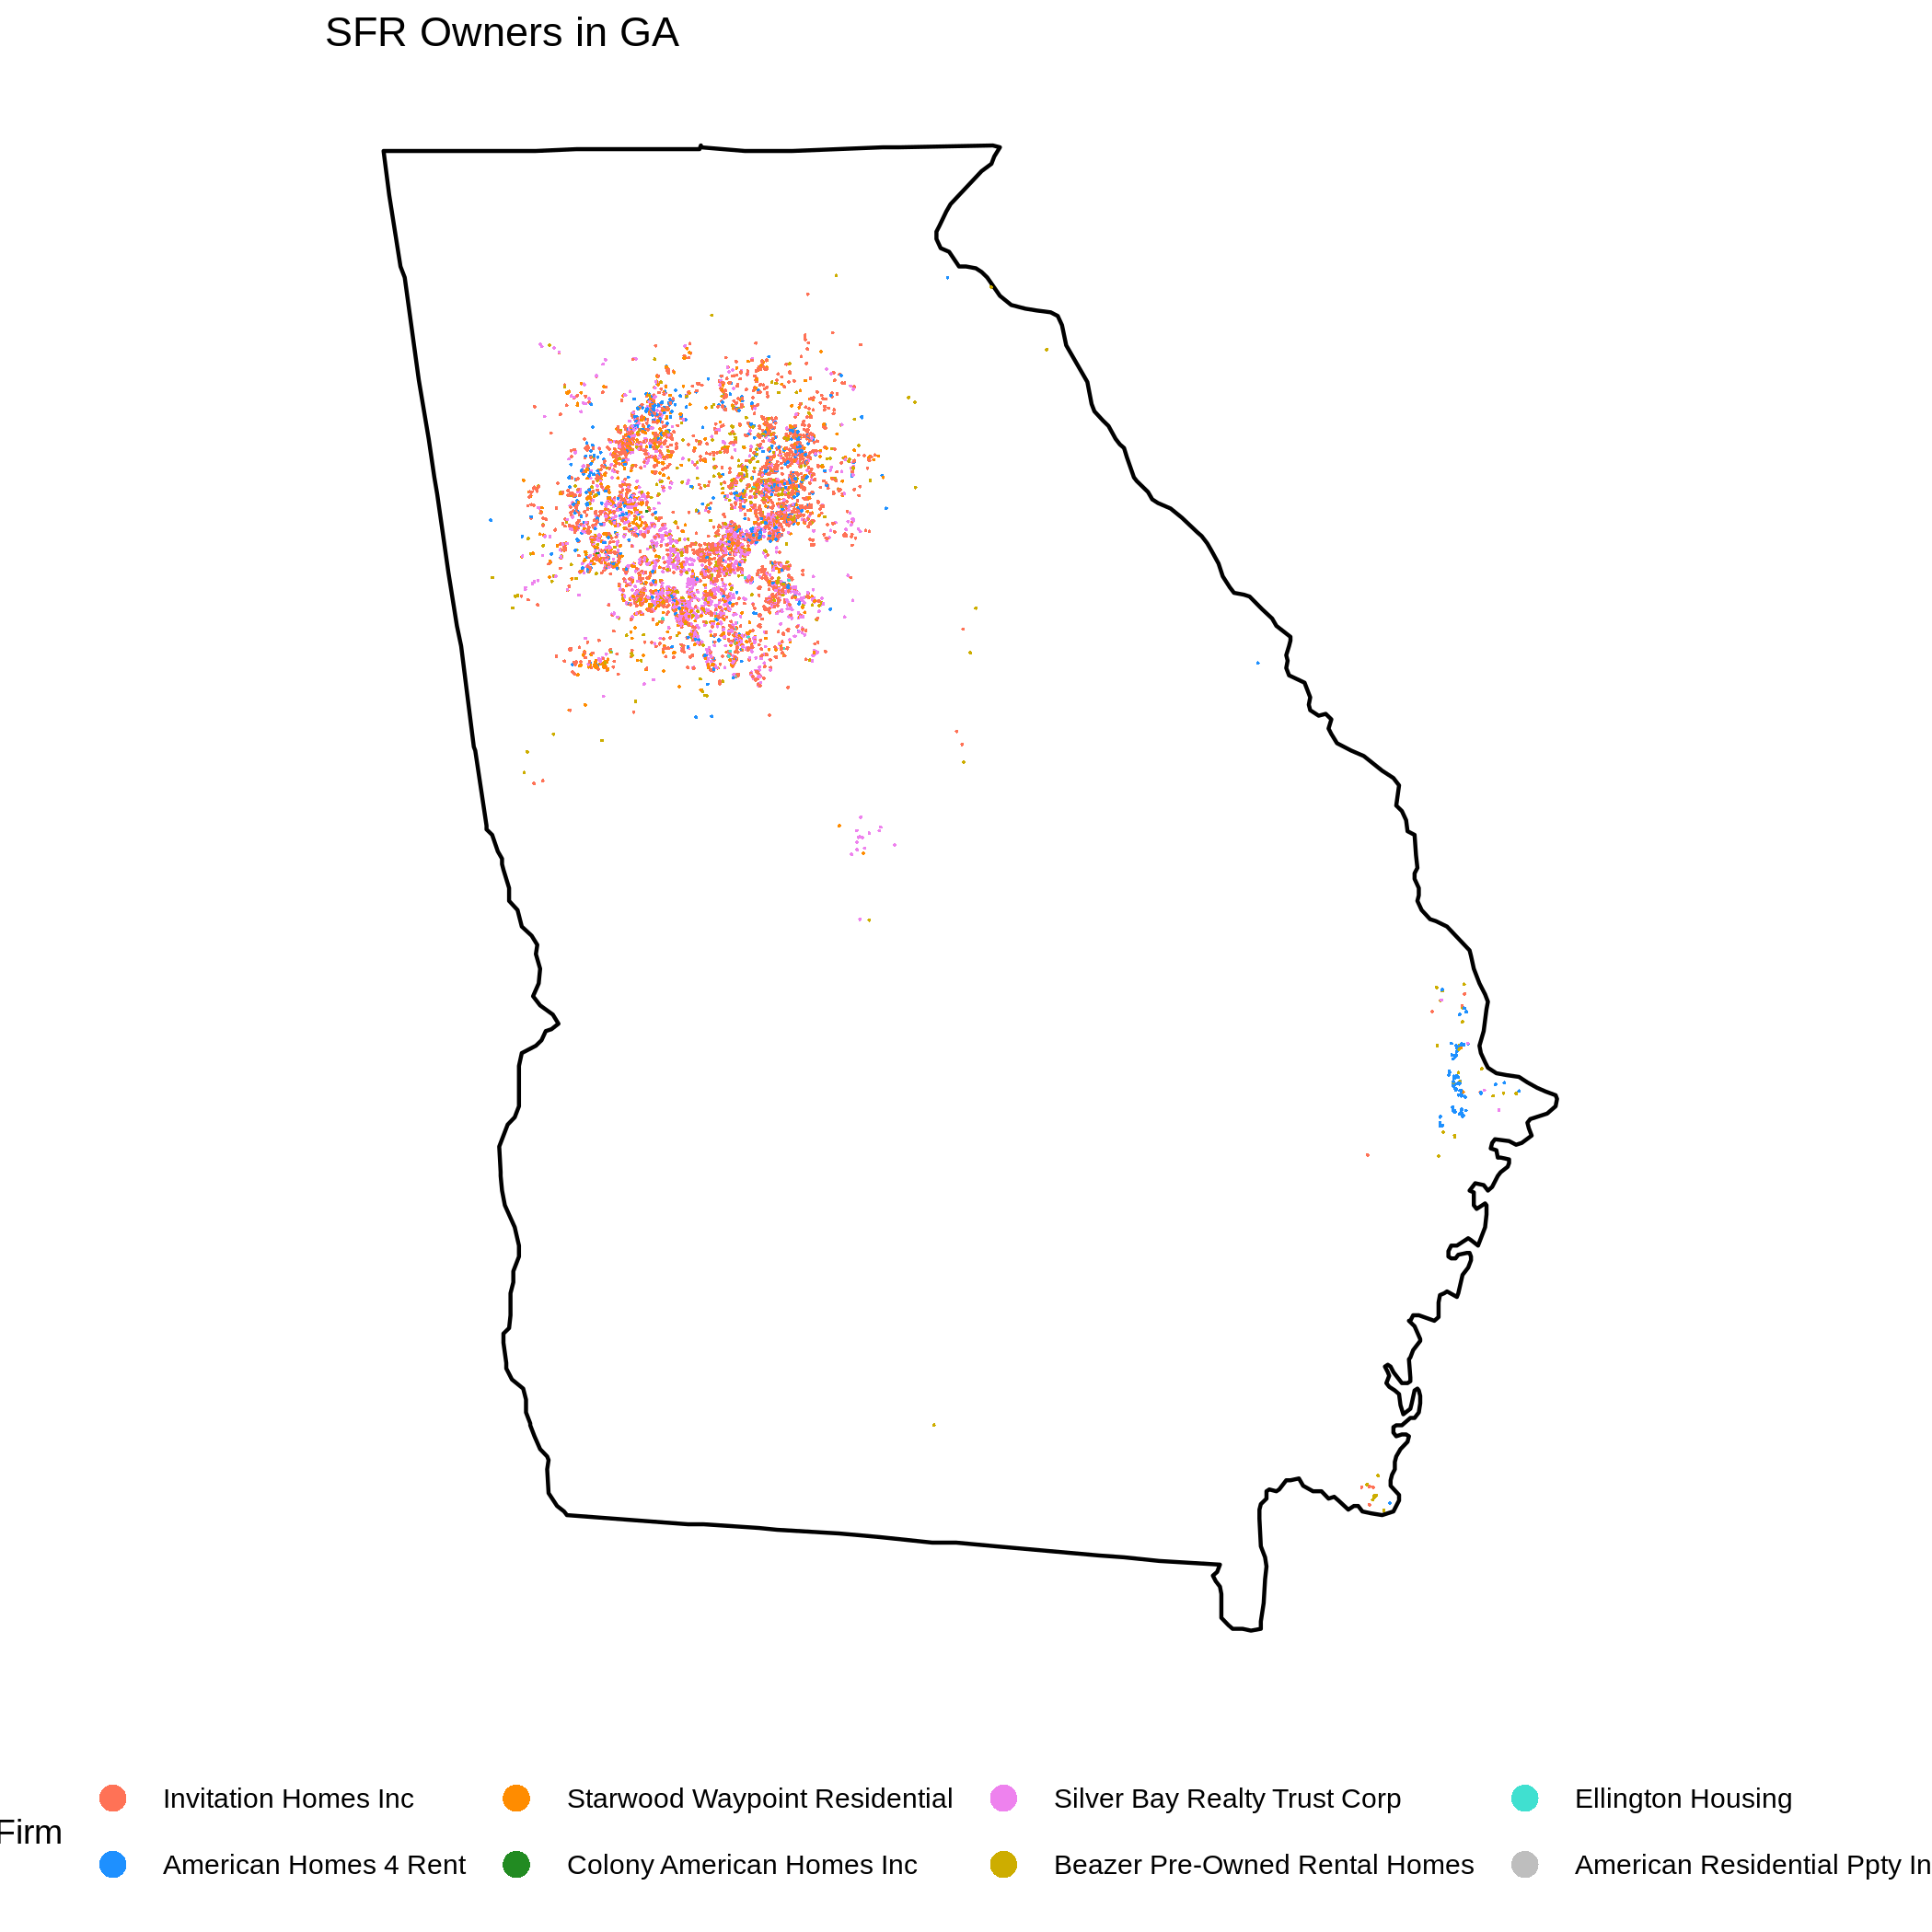 SFR Owners in GA
Firm
Invitation Homes Inc
Starwood Waypoint Residential
Silver Bay Realty Trust Corp
Ellington Housing
American Homes 4 Rent
Colony American Homes Inc
Beazer Pre-Owned Rental Homes
American Residential Ppty In